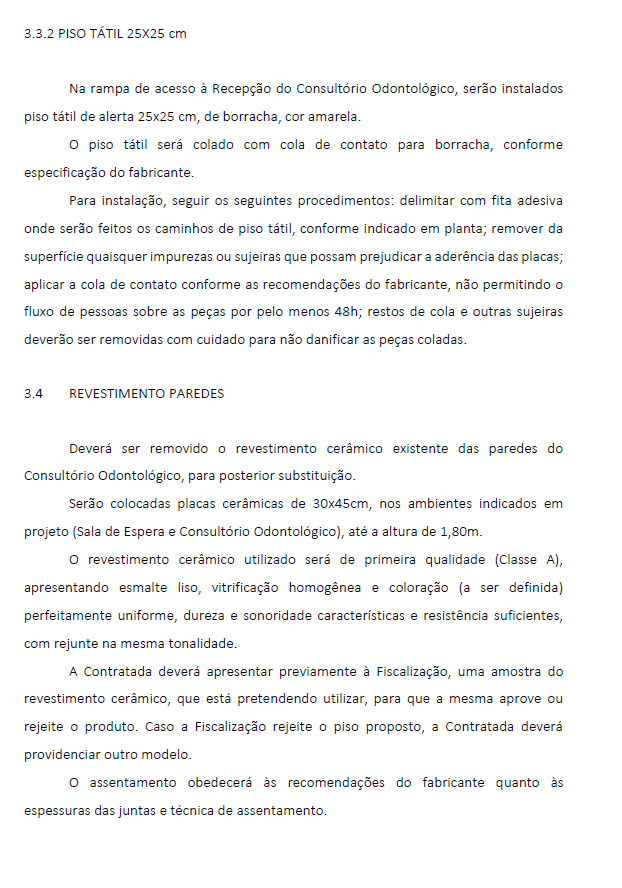 3.3.2 PISO TÁTIL 25X25 cm
Na rampa de acesso à Recepção do Consultório Odontológico, serão instalados
piso tátil de alerta 25x25 cm, de borracha, cor amarela.
O piso tátil será colado com cola de contato para borracha, conforme
especificação do fabricante.
Para instalação, seguir os seguintes procedimentos: delimitar com fita adesiva
onde serão feitos os caminhos de piso tátil, conforme indicado em planta; remover da
superfície quaisquer impurezas ou sujeiras que possam prejudicar a aderência das placas;
aplicar a cola de contato conforme as recomendações do fabricante, não permitindo o
fluxo de pessoas sobre as peças por pelo menos 48h; restos de cola e outras sujeiras
deverão ser removidas com cuidado para não danificar as peças coladas.
3.4 REVESTIMENTO PAREDES
Deverá ser removido o revestimento cerâmico existente das paredes do
Consultório Odontológico, para posterior substituição.
Serão colocadas placas cerâmicas de 30x45cm, nos ambientes indicados em
projeto (Sala de Espera e Consultório Odontológico), até a altura de 1,80m.
O revestimento cerâmico utilizado será de primeira qualidade (Classe A),
apresentando esmalte liso, vitrificação homogênea e coloração (a ser definida)
perfeitamente uniforme, dureza e sonoridade características e resistência suficientes,
com rejunte na mesma tonalidade.
A Contratada deverá apresentar previamente à Fiscalização, uma amostra do
revestimento cerâmico, que está pretendendo utilizar, para que a mesma aprove ou
rejeite o produto. Caso a Fiscalização rejeite o piso proposto, a Contratada deverá
providenciar outro modelo.
O assentamento obedecerá às recomendações do fabricante quanto às
espessuras das juntas e técnica de assentamento.